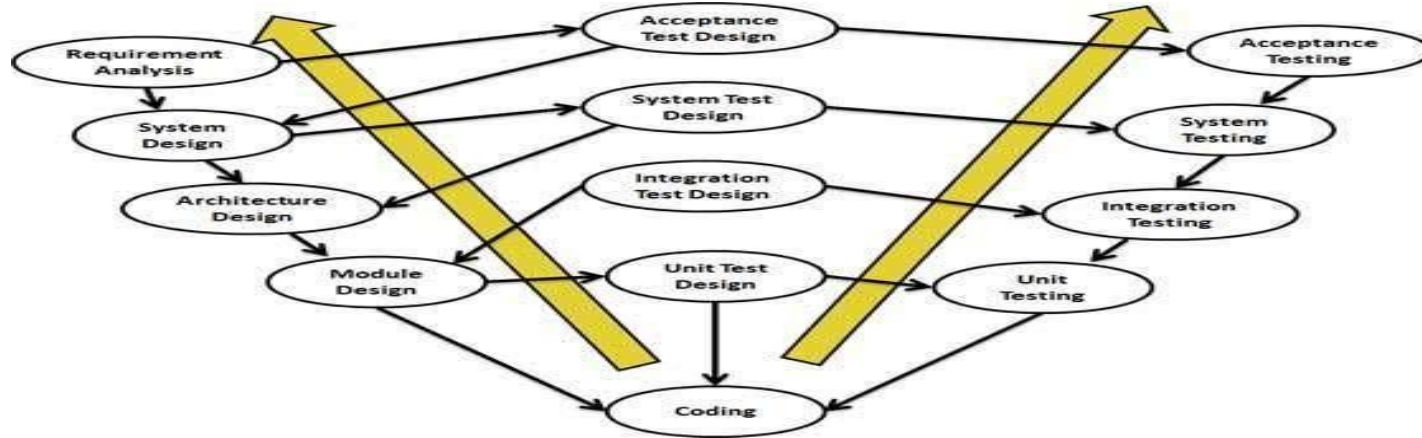 Requirement
Analysis
Acceptance
Test Design
Acceptance
Testing
System
Design
System Test
Design
System
Testing
Architecture
Design
Integration
Test Design
Integration
Testing
Module
Design
Unit Test
Design
Unit
Testing
Coding